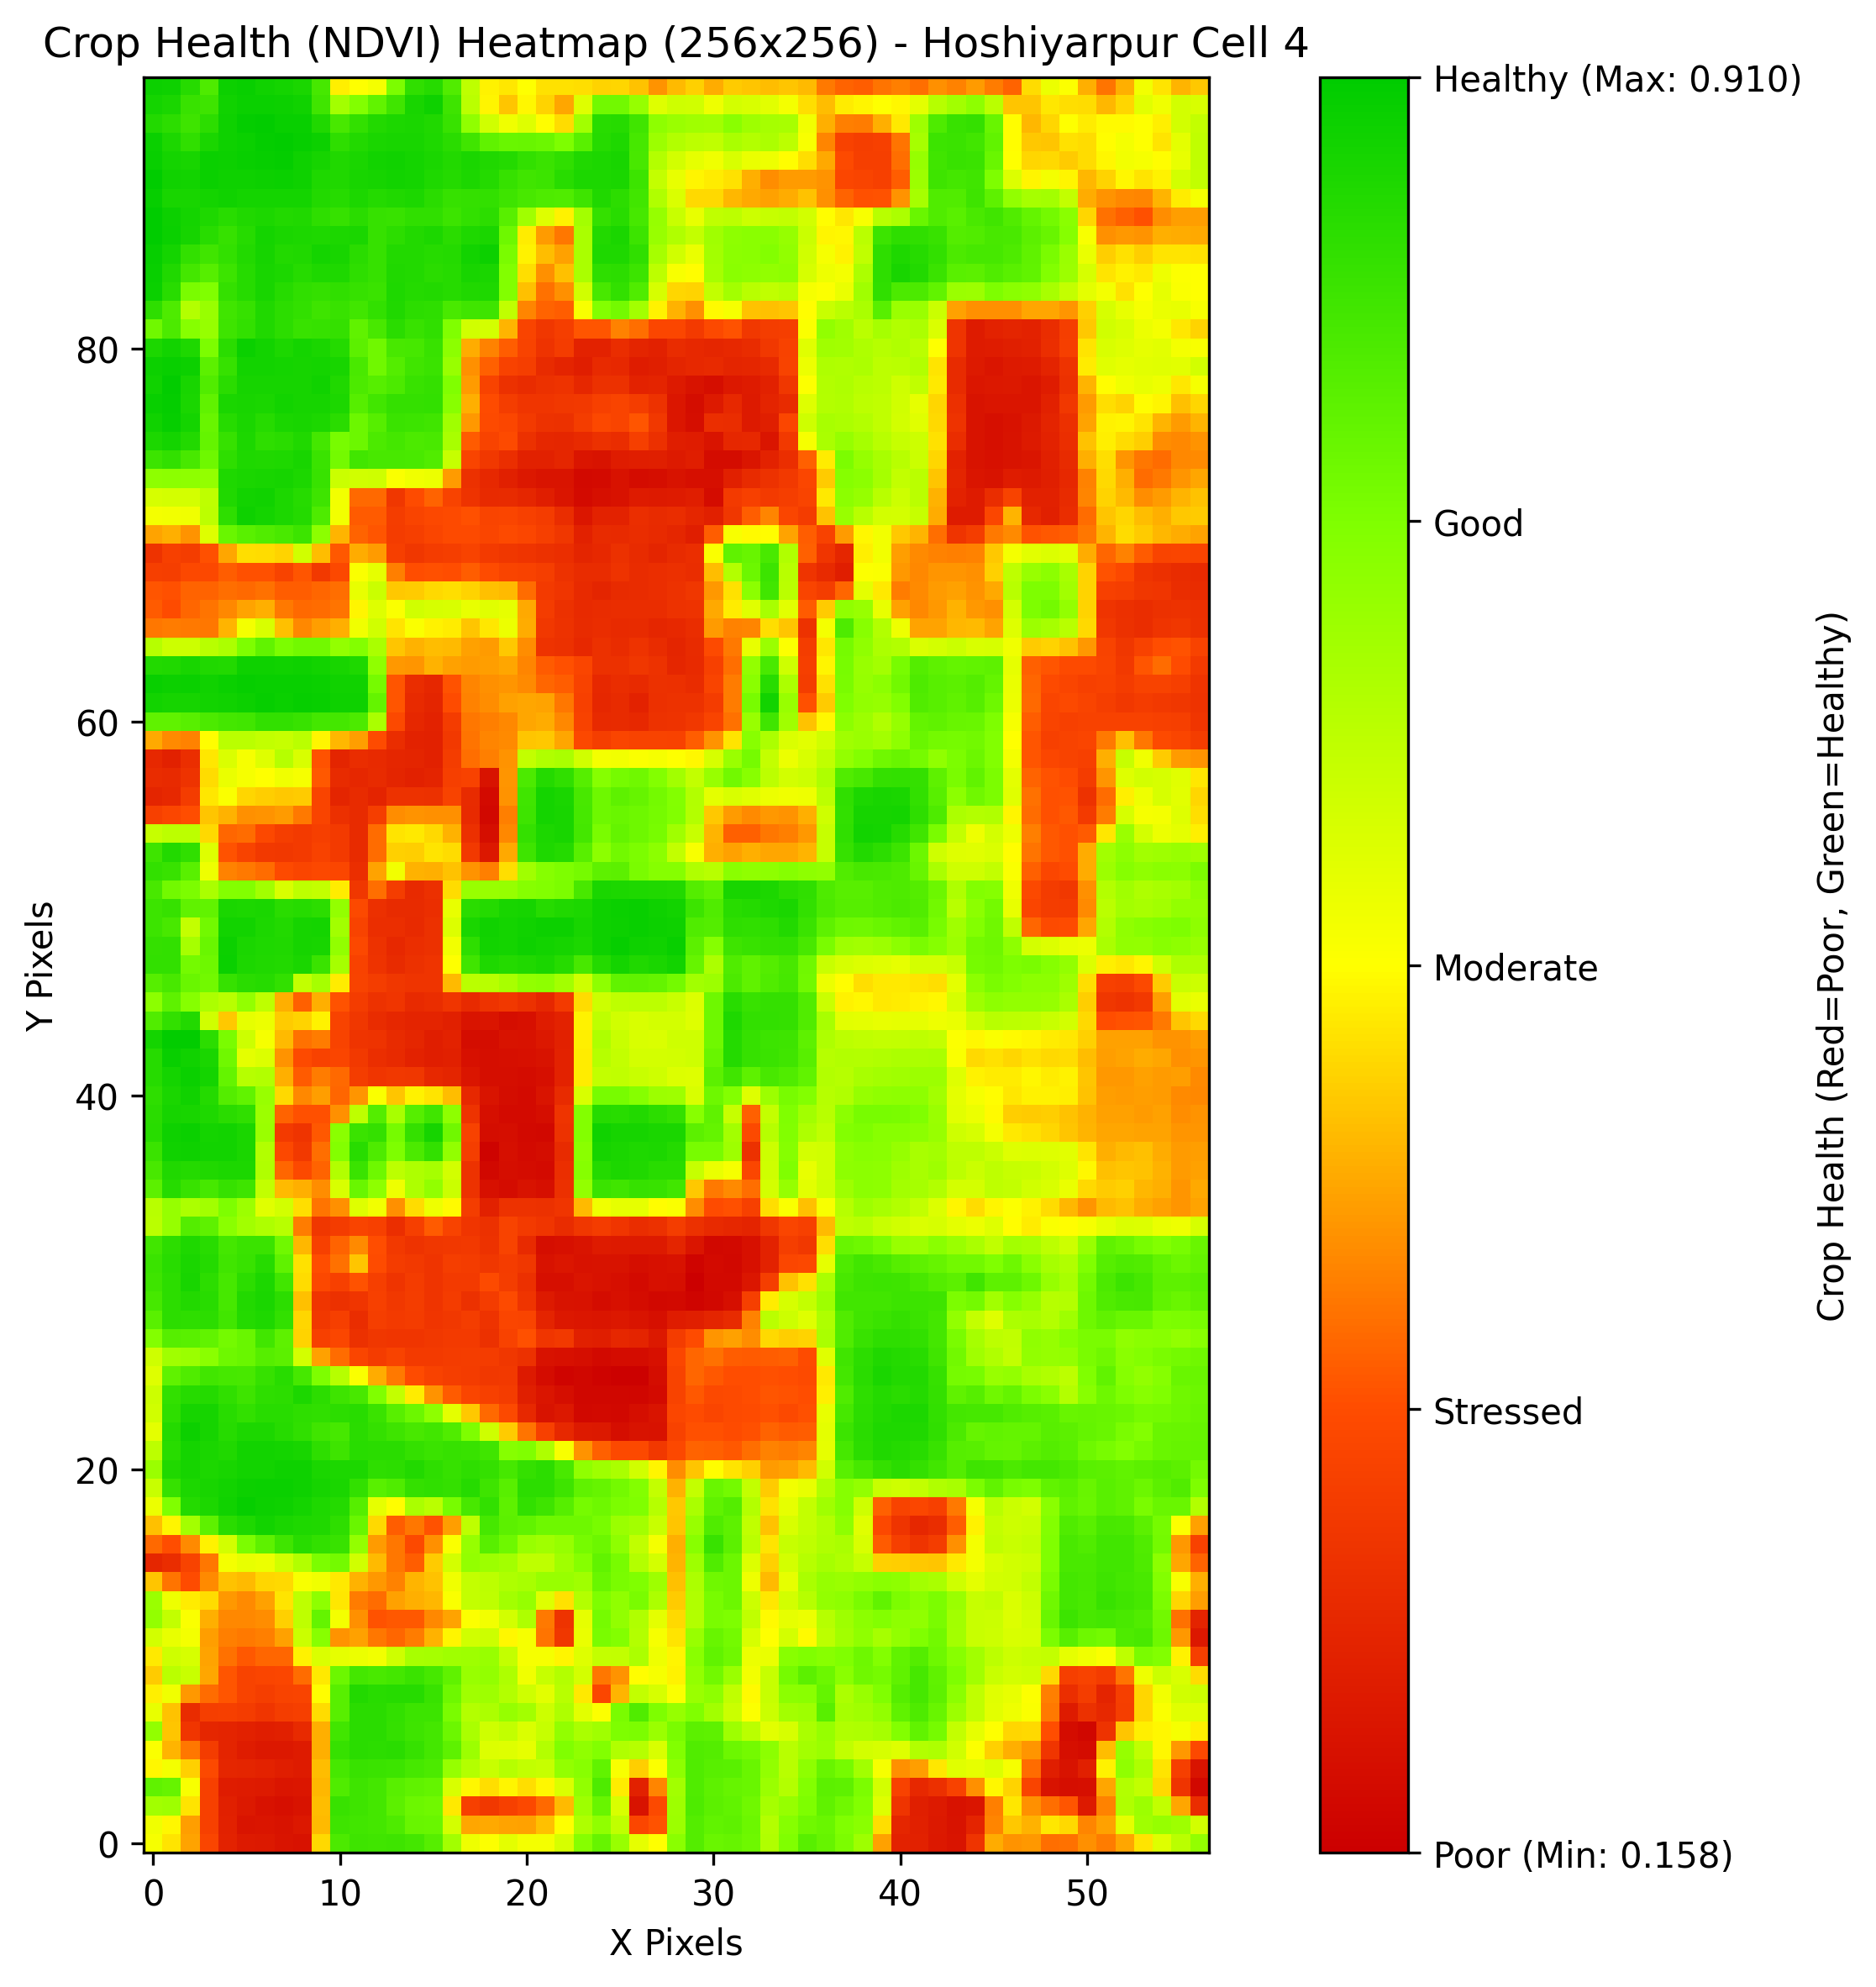 Crop Health (NDVI) Heatmap (256x256) - Hoshiyarpur Cell 4
Healthy (Max: 0.910)
Good
Moderate
Stressed
Poor (Min: 0.158)
Crop Health (Red=Poor, Green=Healthy)
Y Pixels
80
60
40
20
0
0 10 20 30 40 50
X Pixels